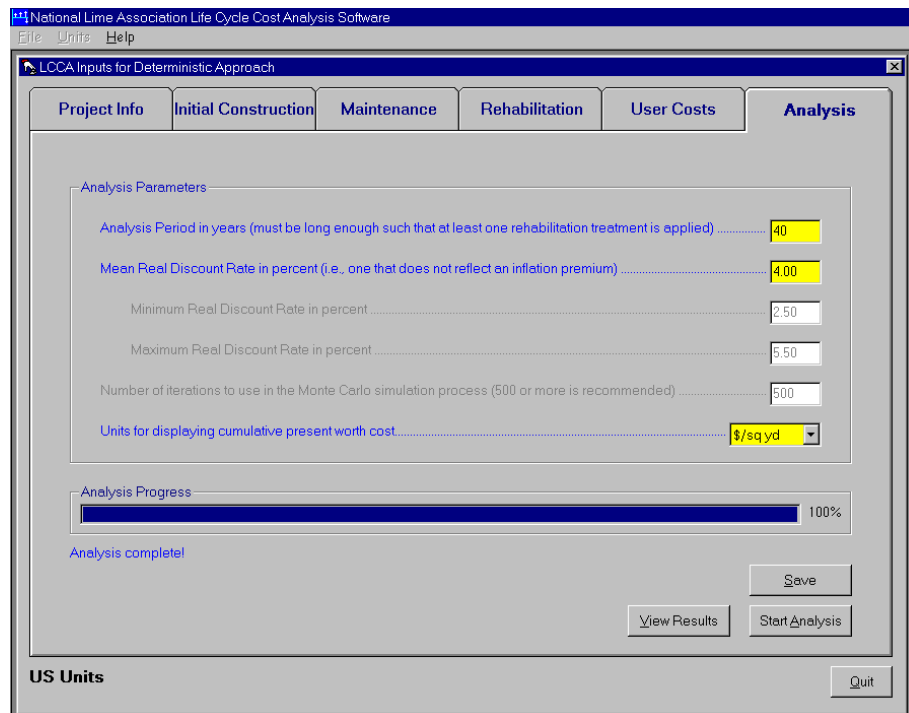 National Lime Association Life Cycle Cost Analysis Software
File Units Help
LCCA Inputs for Deterministic Approach
Project Info Initial Construction Maintenance Rehabilitation User Costs Analysis
Analysis Parameters
Analysis Period in years (must be long enough such that at least one rehabilitation treatment is applied) ............... 40
Mean Real Discount Rate in percent (i.e., one that does not reflect an inflation premium) ............................................. 4.00
Minimum Real Discount Rate in percent ............................................. 2.50
Maximum Real Discount Rate in percent ............................................. 5.50
Number of iterations to use in the Monte Carlo simulation process (500 or more is recommended) ........................... 500
Units for displaying cumulative present worth cost............................................. $/sq yd
Analysis Progress
100%
Analysis complete!
Save
View Results Start Analysis
US Units Quit